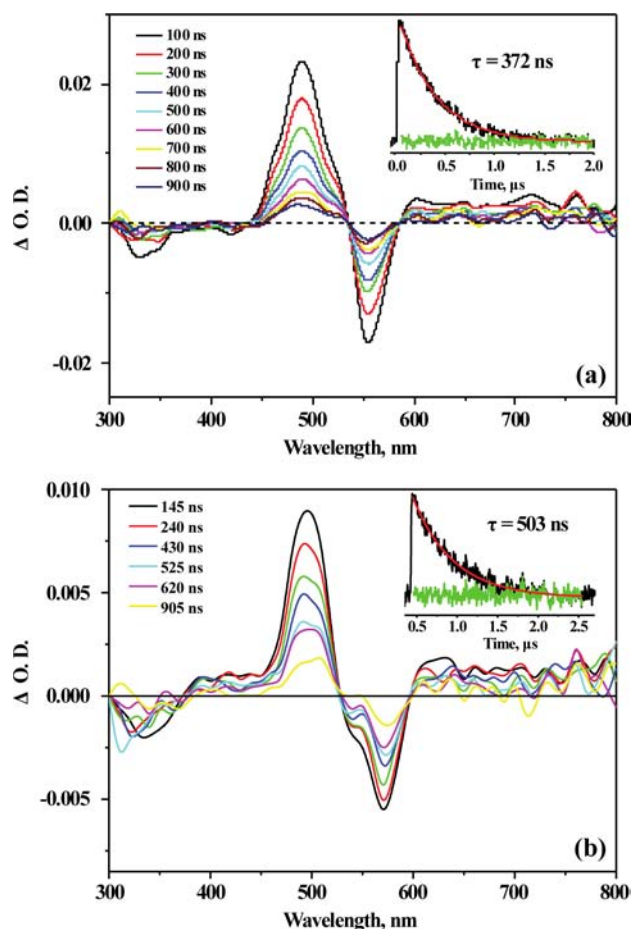 100 ns
200 ns
300 ns
400 ns
500 ns
600 ns
700 ns
800 ns
900 ns
τ = 372 ns
0.0 0.5 1.0 1.5 2.0
Time, µs
0.02
0.00
-0.02
Δ O. D.
(a)
300 400 500 600 700 800
Wavelength, nm
145 ns
240 ns
430 ns
525 ns
620 ns
905 ns
τ = 503 ns
0.5 1.0 1.5 2.0 2.5
Time, µs
0.010
0.005
0.000
-0.005
Δ O. D.
(b)
300 400 500 600 700 800
Wavelength, nm